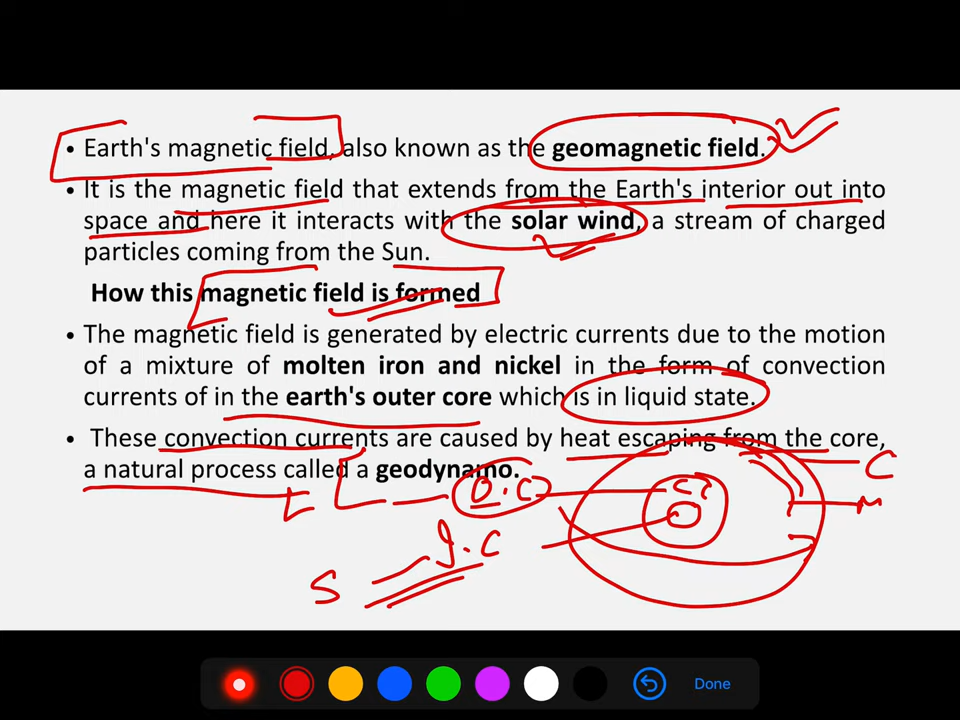 • Earth's magnetic field, also known as the geomagnetic field.
• It is the magnetic field that extends from the Earth's interior out into
space and here it interacts with the solar wind, a stream of charged
particles coming from the Sun.
How this magnetic field is formed
• The magnetic field is generated by electric currents due to the motion
of a mixture of molten iron and nickel in the form of convection
currents of in the earth's outer core which is in liquid state.
• These convection currents are caused by heat escaping from the core,
a natural process called a geodynamo.
C
L O.C M
I.C
S
Done